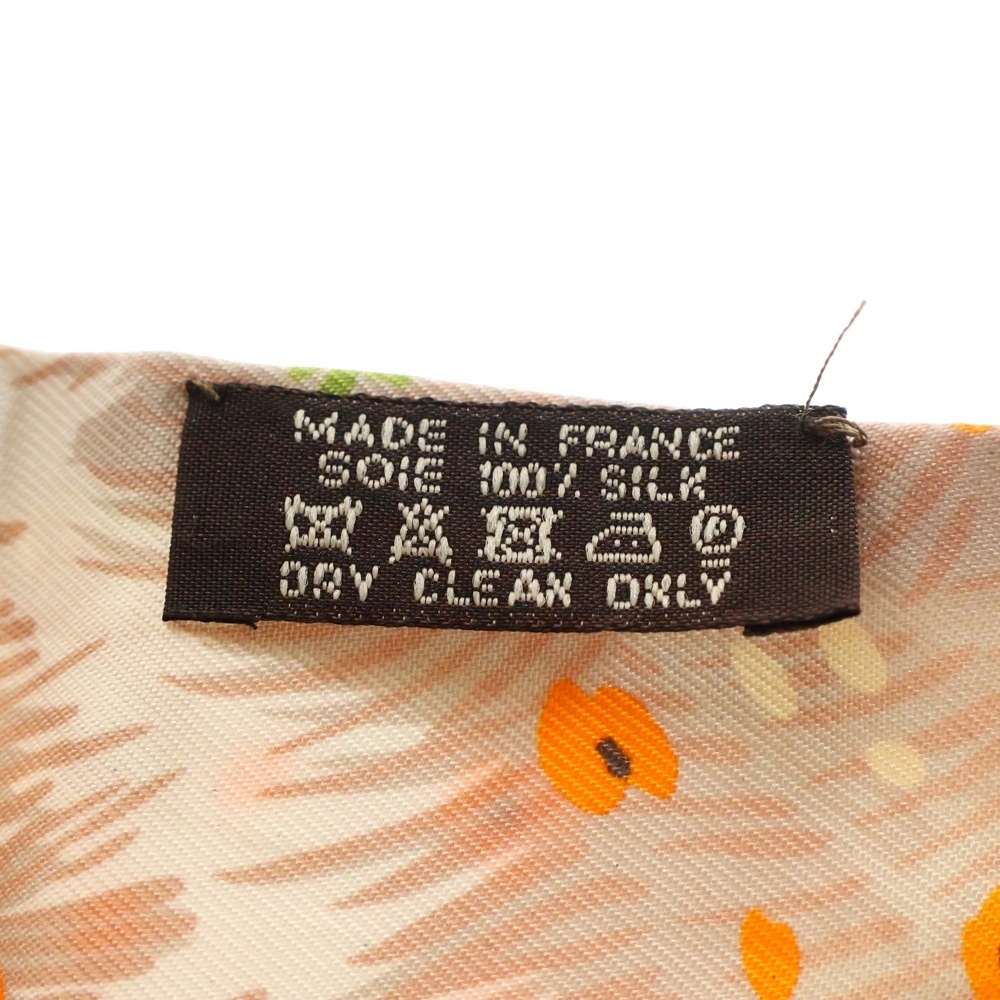 MADE IN FRANCE
SOIE 100% SILK
P
DRY CLEAN ONLY